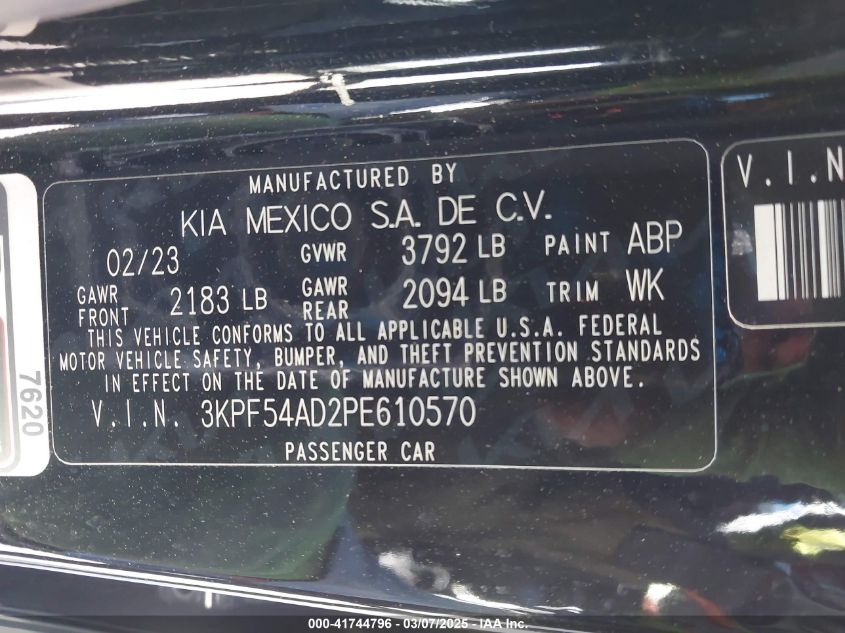 MANUFACTURED BY
KIA MEXICO S.A. DE C.V.
02/23 GVWR 3792 LB PAINT ABP
GAWR FRONT 2183 LB GAWR REAR 2094 LB TRIM WK
THIS VEHICLE CONFORMS TO ALL APPLICABLE U.S.A. FEDERAL
MOTOR VEHICLE SAFETY, BUMPER, AND THEFT PREVENTION STANDARDS
IN EFFECT ON THE DATE OF MANUFACTURE SHOWN ABOVE.
V.I.N. 3KPF54AD2PE610570
PASSENGER CAR
V.I.N
7620
000-41744796 - 03/07/2025 - IAA Inc.